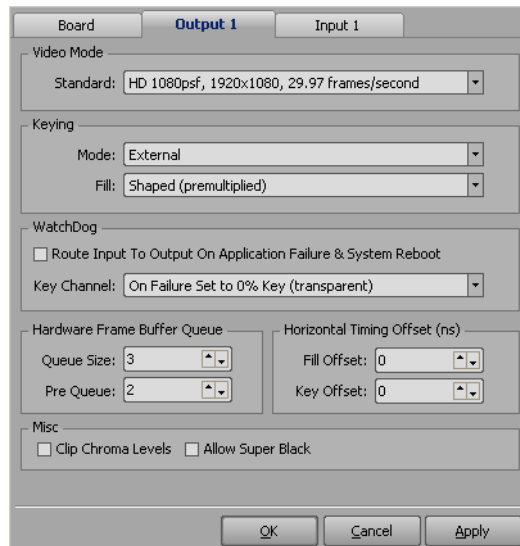 Board Output 1 Input 1
Video Mode
Standard: HD 1080psf, 1920x1080, 29.97 frames/second
Keying
Mode: External
Fill: Shaped (premultiplied)
WatchDog
Route Input To Output On Application Failure & System Reboot
Key Channel: On Failure Set to 0% Key (transparent)
Hardware Frame Buffer Queue
Queue Size: 3
Pre Queue: 2
Horizontal Timing Offset (ns)
Fill Offset: 0
Key Offset: 0
Misc
Clip Chroma Levels Allow Super Black
OK Cancel Apply